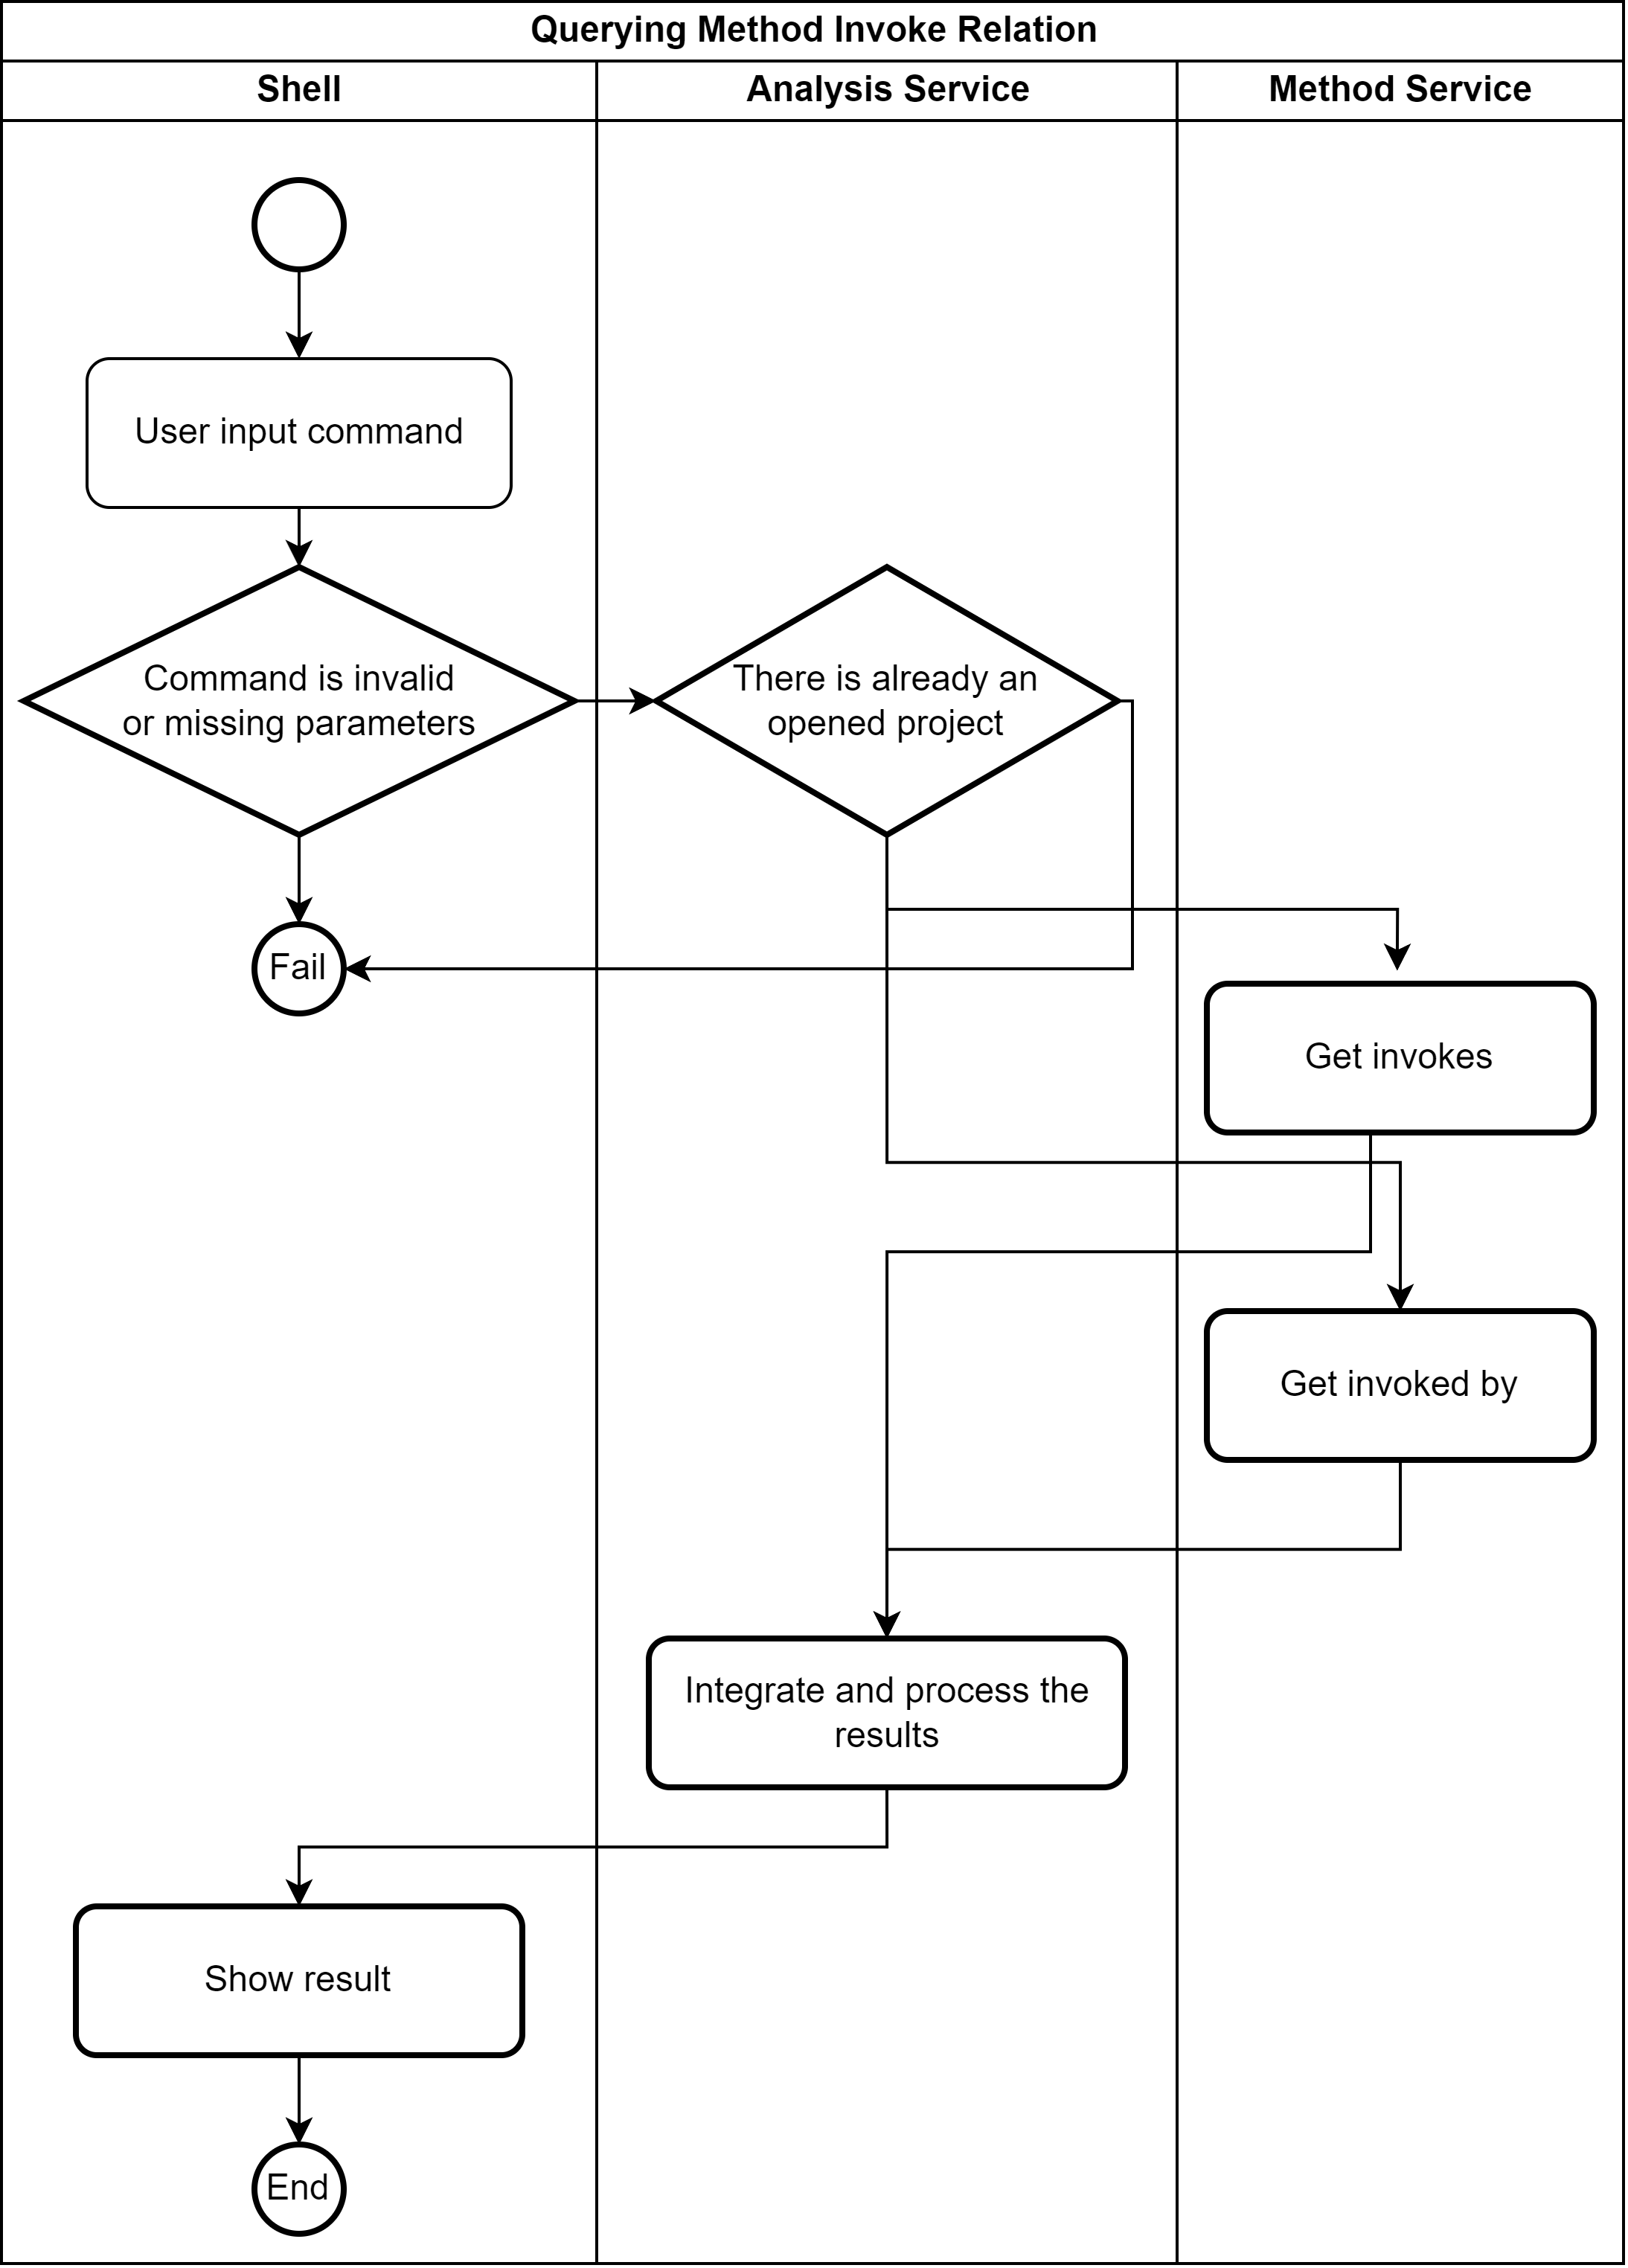 Querying Method Invoke Relation
Shell
Analysis Service
Method Service
User input command
Command is invalid
or missing parameters
There is already an
opened project
Fail
Get invokes
Get invoked by
Integrate and process the
results
Show result
End